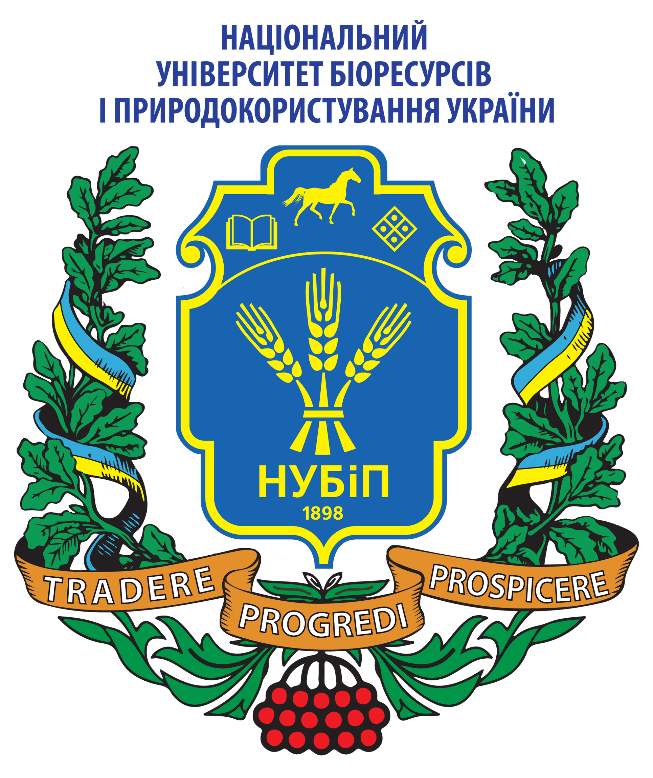 НАЦІОНАЛЬНИЙ
УНІВЕРСИТЕТ БІОРЕСУРСІВ
І ПРИРОДОКОРИСТУВАННЯ УКРАЇНИ
НУБіП
1898
TRADERE
PROGREDI
PROSPICERE